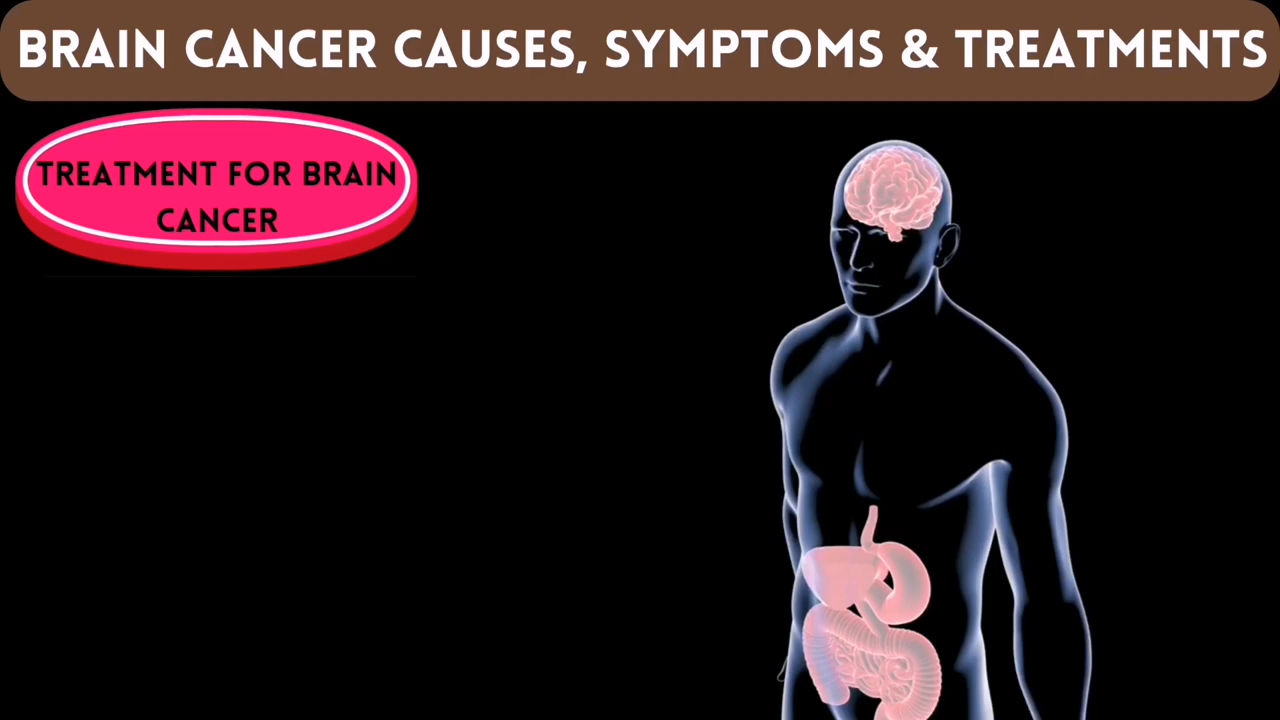 BRAIN CANCER CAUSES, SYMPTOMS & TREATMENTS
TREATMENT FOR BRAIN
CANCER